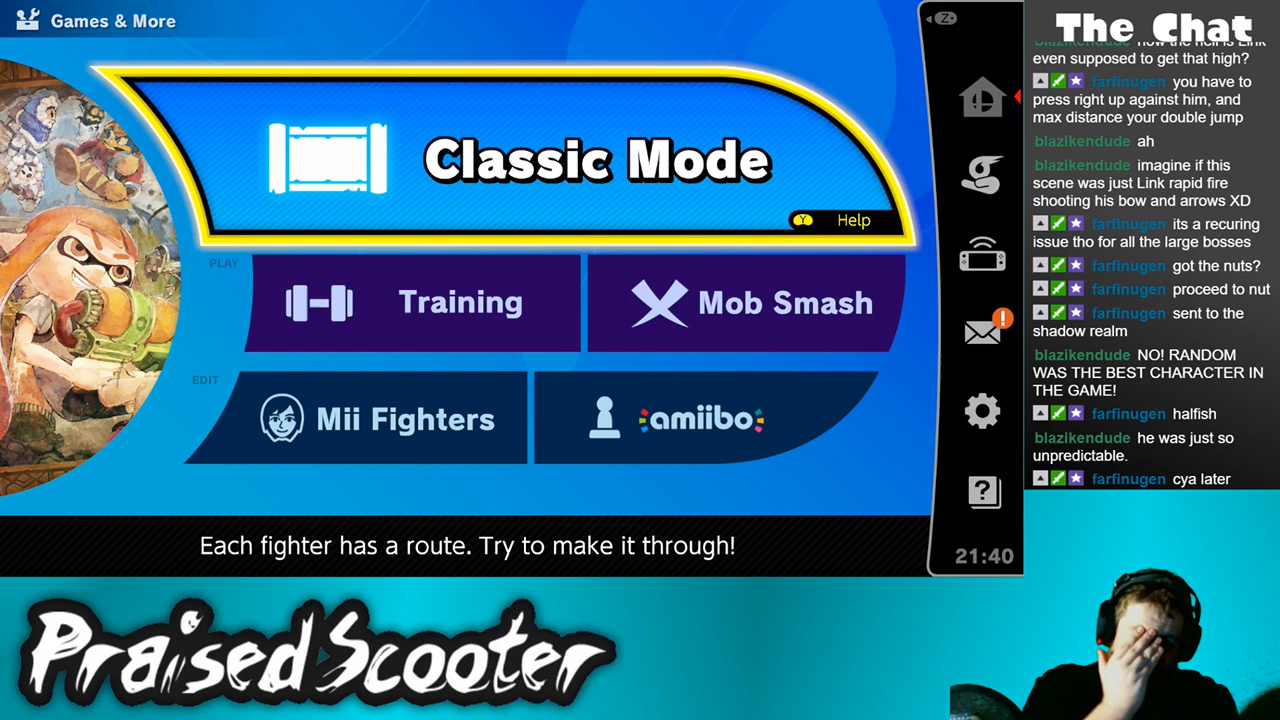 Games & More
Classic Mode
Y Help
PLAY
Training
Mob Smash
EDIT
Mii Fighters
amiibo
Each fighter has a route. Try to make it through!
Z
!
?
21:40
The Chat
blazikendude how the hell is Link
even supposed to get that high?
farfinugen you have to
press right up against him, and
max distance your double jump
blazikendude ah
blazikendude imagine if this
scene was just Link rapid fire
shooting his bow and arrows XD
farfinugen its a recuring
issue tho for all the large bosses
farfinugen got the nuts?
farfinugen proceed to nut
farfinugen sent to the
shadow realm
blazikendude NO! RANDOM
WAS THE BEST CHARACTER IN
THE GAME!
farfinugen halfish
blazikendude he was just so
unpredictable.
farfinugen cya later
PraisedScooter